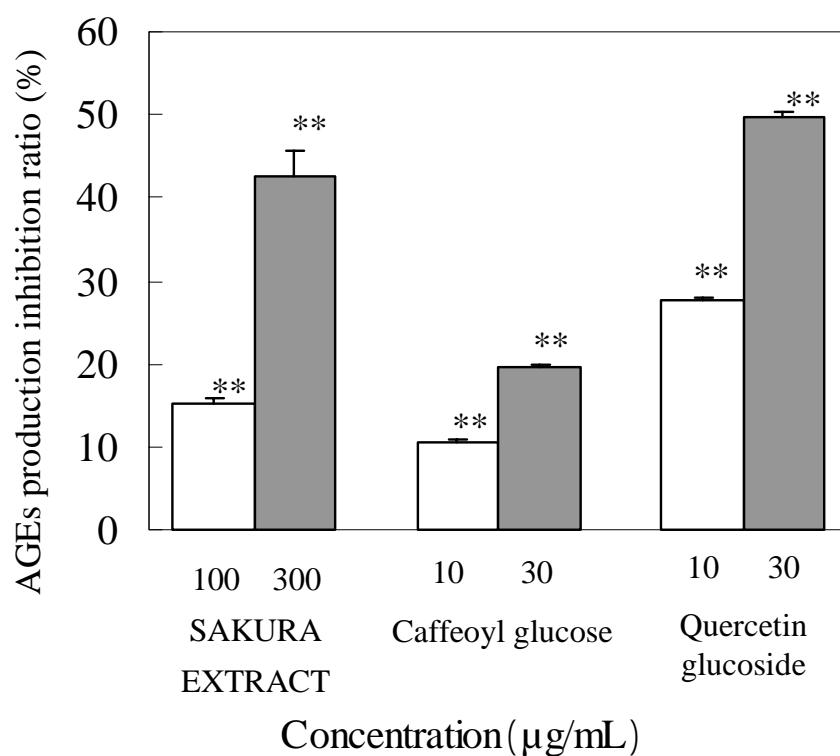 AGEs production inhibition ratio (%)
60
50
40
30
20
10
0
**
**
**
**
**
**
100 300 10 30 10 30
SAKURA
EXTRACT
Caffeoyl glucose
Quercetin
glucoside
Concentration(µg/mL)